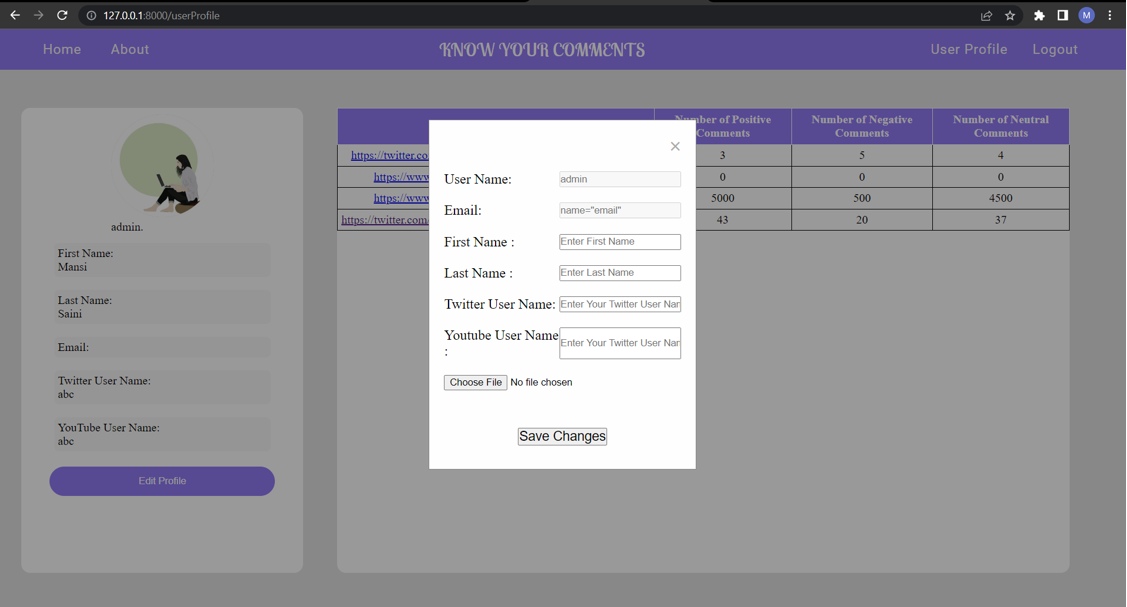 127.0.0.1:8000/userProfile
M
Home
About
KNOW YOUR COMMENTS
User Profile
Logout
admin.
First Name:
Mansi
Last Name:
Saini
Email:
Twitter User Name:
abc
YouTube User Name:
abc
Edit Profile
Number of Positive
Comments
Number of Negative
Comments
Number of Neutral
Comments
https://twitter.co
3
5
4
https://www
0
0
0
https://www
5000
500
4500
https://twitter.com
43
20
37
×
User Name:
admin
Email:
name="email"
First Name :
Enter First Name
Last Name :
Enter Last Name
Twitter User Name:
Enter Your Twitter User Nar
Youtube User Name
:
Enter Your Twitter User Nar
Choose File No file chosen
Save Changes